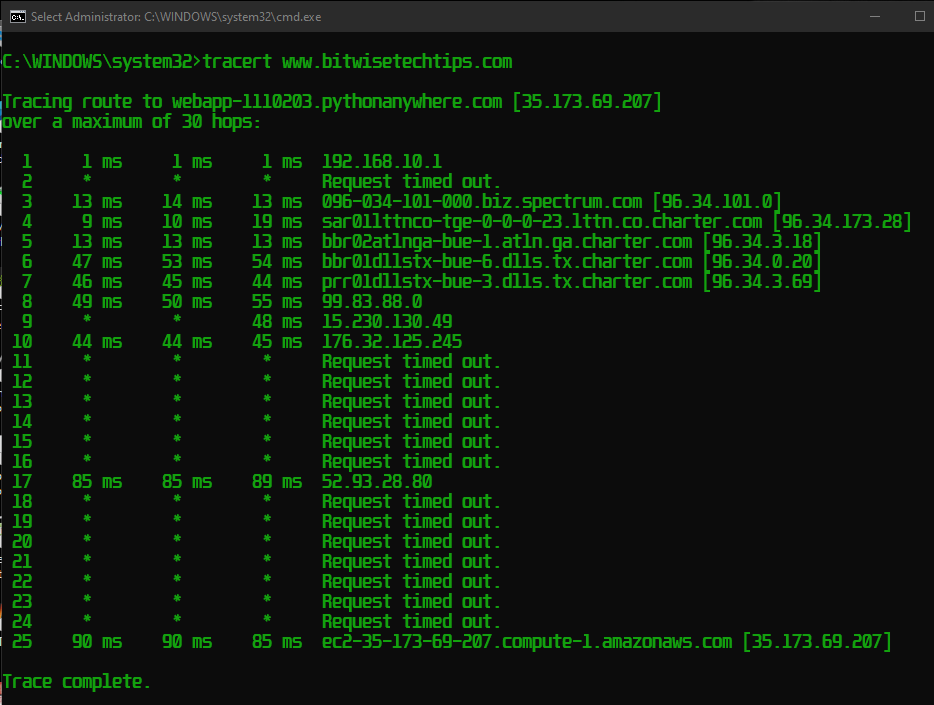 Select Administrator: C:\WINDOWS\system32\cmd.exe
C:\WINDOWS\system32>tracert www.bitwisetechtips.com
Tracing route to webapp-1110203.pythonanywhere.com [35.173.69.207]
over a maximum of 30 hops:
1 1 ms 1 ms 1 ms 192.168.10.1
2 * * * Request timed out.
3 13 ms 14 ms 13 ms 096-034-101-000.biz.spectrum.com [96.34.101.0]
4 9 ms 10 ms 19 ms sar01lttnco-tge-0-0-0-23.lttn.co.charter.com [96.34.173.28]
5 13 ms 13 ms 13 ms bbr02atlnga-bue-1.atln.ga.charter.com [96.34.3.18]
6 47 ms 53 ms 54 ms bbr01dllstx-bue-6.dlls.tx.charter.com [96.34.0.20]
7 46 ms 45 ms 44 ms prr01dllstx-bue-3.dlls.tx.charter.com [96.34.3.69]
8 49 ms 50 ms 55 ms 99.83.88.0
9 * * 48 ms 15.230.130.49
10 44 ms 44 ms 45 ms 176.32.125.245
11 * * * Request timed out.
12 * * * Request timed out.
13 * * * Request timed out.
14 * * * Request timed out.
15 * * * Request timed out.
16 * * * Request timed out.
17 85 ms 85 ms 89 ms 52.93.28.80
18 * * * Request timed out.
19 * * * Request timed out.
20 * * * Request timed out.
21 * * * Request timed out.
22 * * * Request timed out.
23 * * * Request timed out.
24 * * * Request timed out.
25 90 ms 90 ms 85 ms ec2-35-173-69-207.compute-1.amazonaws.com [35.173.69.207]
Trace complete.